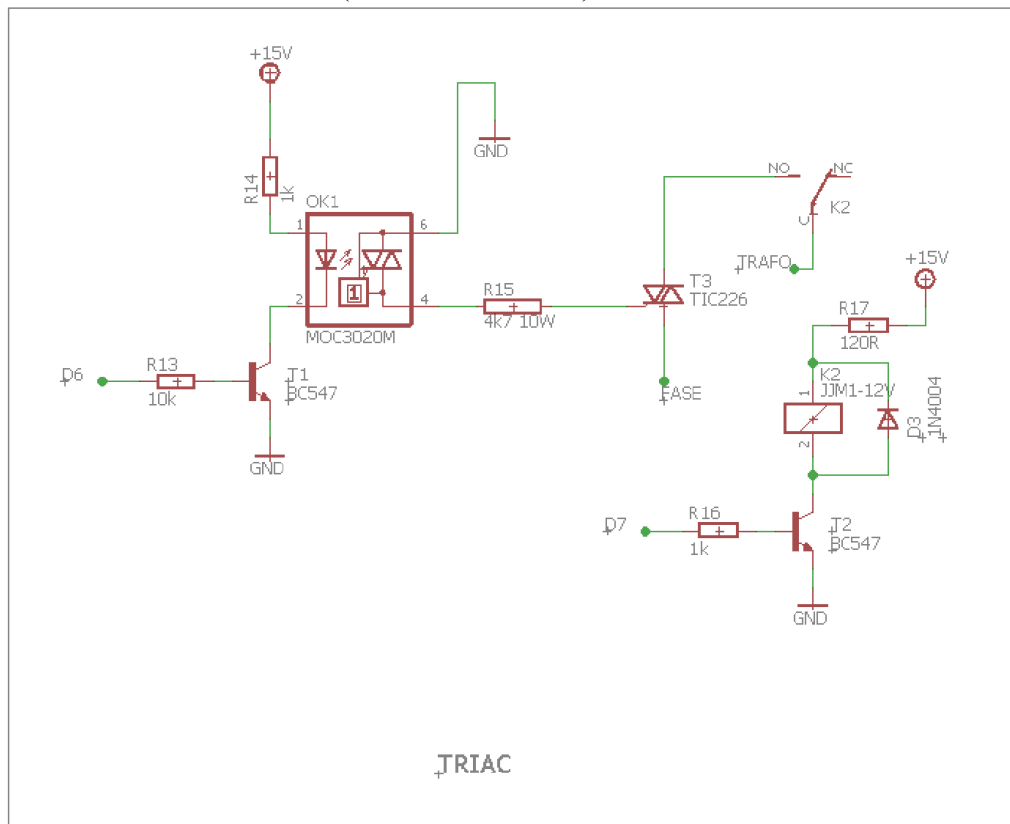 +15V
R14
1k
GND
OK1
1
6
2
4
1
MOC3020M
R15
4k7 10W
NO
NC
C
K2
TRAFO
+15V
T3
TIC226
R17
120R
D6
R13
10k
T1
BC547
GND
FASE
K2
JJM1-12V
1
2
D3
1N4004
D7
R16
1k
T2
BC547
GND
TRIAC